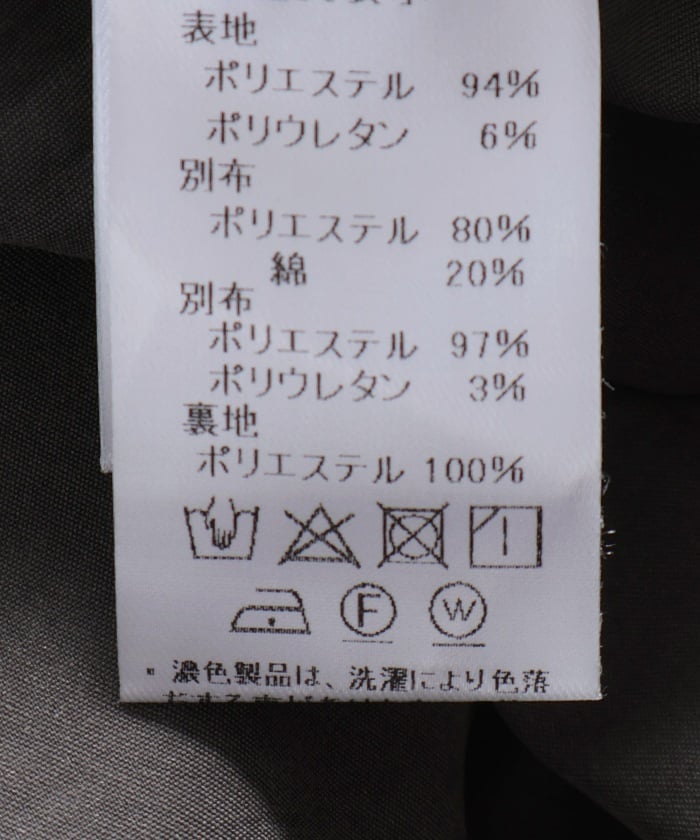 表地
ポリエステル 94%
ポリウレタン 6%
別布
ポリエステル 80%
綿 20%
別布
ポリエステル 97%
ポリウレタン 3%
裏地
ポリエステル 100%
F W
* 濃色製品は、洗濯により色落